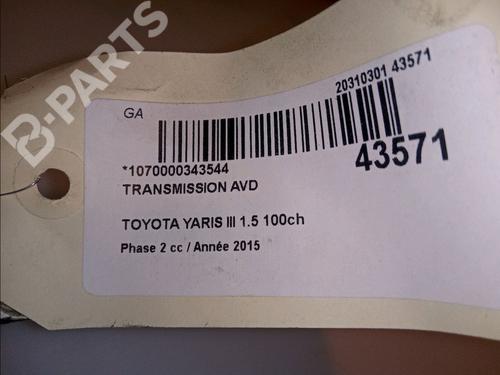 B-PARTS
GA
20310301 43571
*1070000343544
43571
TRANSMISSION AVD
TOYOTA YARIS III 1.5 100ch
Phase 2 cc / Année 2015